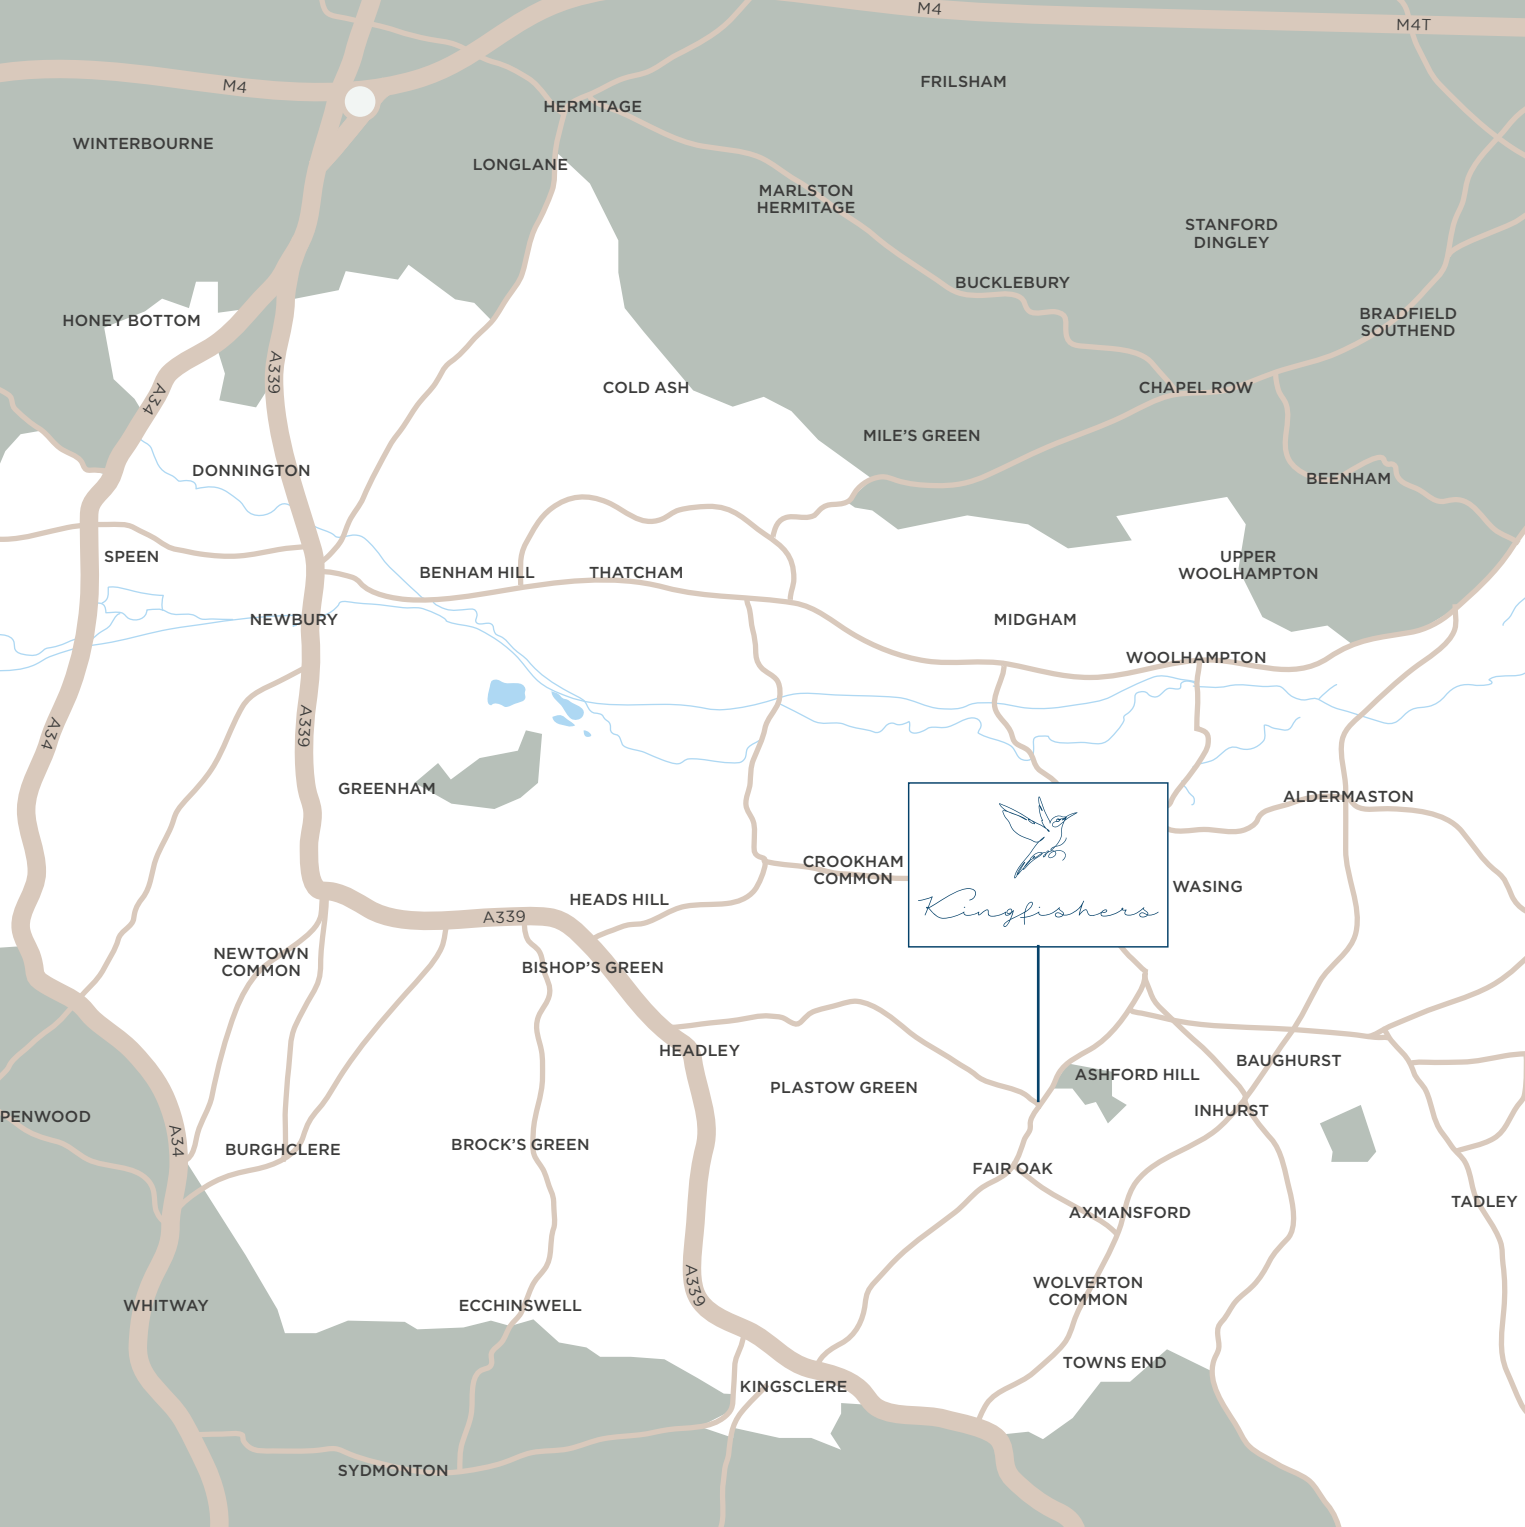 M4
M4T
FRILSHAM
M4
HERMITAGE
WINTERBOURNE
LONGLANE
MARLSTON
HERMITAGE
STANFORD
DINGLEY
BUCKLEBURY
HONEY BOTTOM
BRADFIELD
SOUTHEND
A339
A34
COLD ASH
CHAPEL ROW
MILE'S GREEN
DONNINGTON
BEENHAM
SPEEN
BENHAM HILL
THATCHAM
UPPER
WOOLHAMPTON
NEWBURY
MIDGHAM
WOOLHAMPTON
A34
A339
GREENHAM
ALDERMASTON
CROOKHAM
COMMON
WASING
Kingfishers
HEADS HILL
A339
NEWTOWN
COMMON
BISHOP'S GREEN
HEADLEY
BAUGHURST
ASHFORD HILL
PLASTOW GREEN
INHURST
PENWOOD
A34
BURGHCLERE
BROCK'S GREEN
FAIR OAK
TADLEY
AXMANSFORD
A339
WOLVERTON
COMMON
WHITWAY
ECCHINSWELL
TOWNS END
KINGSCLERE
SYDMONTON